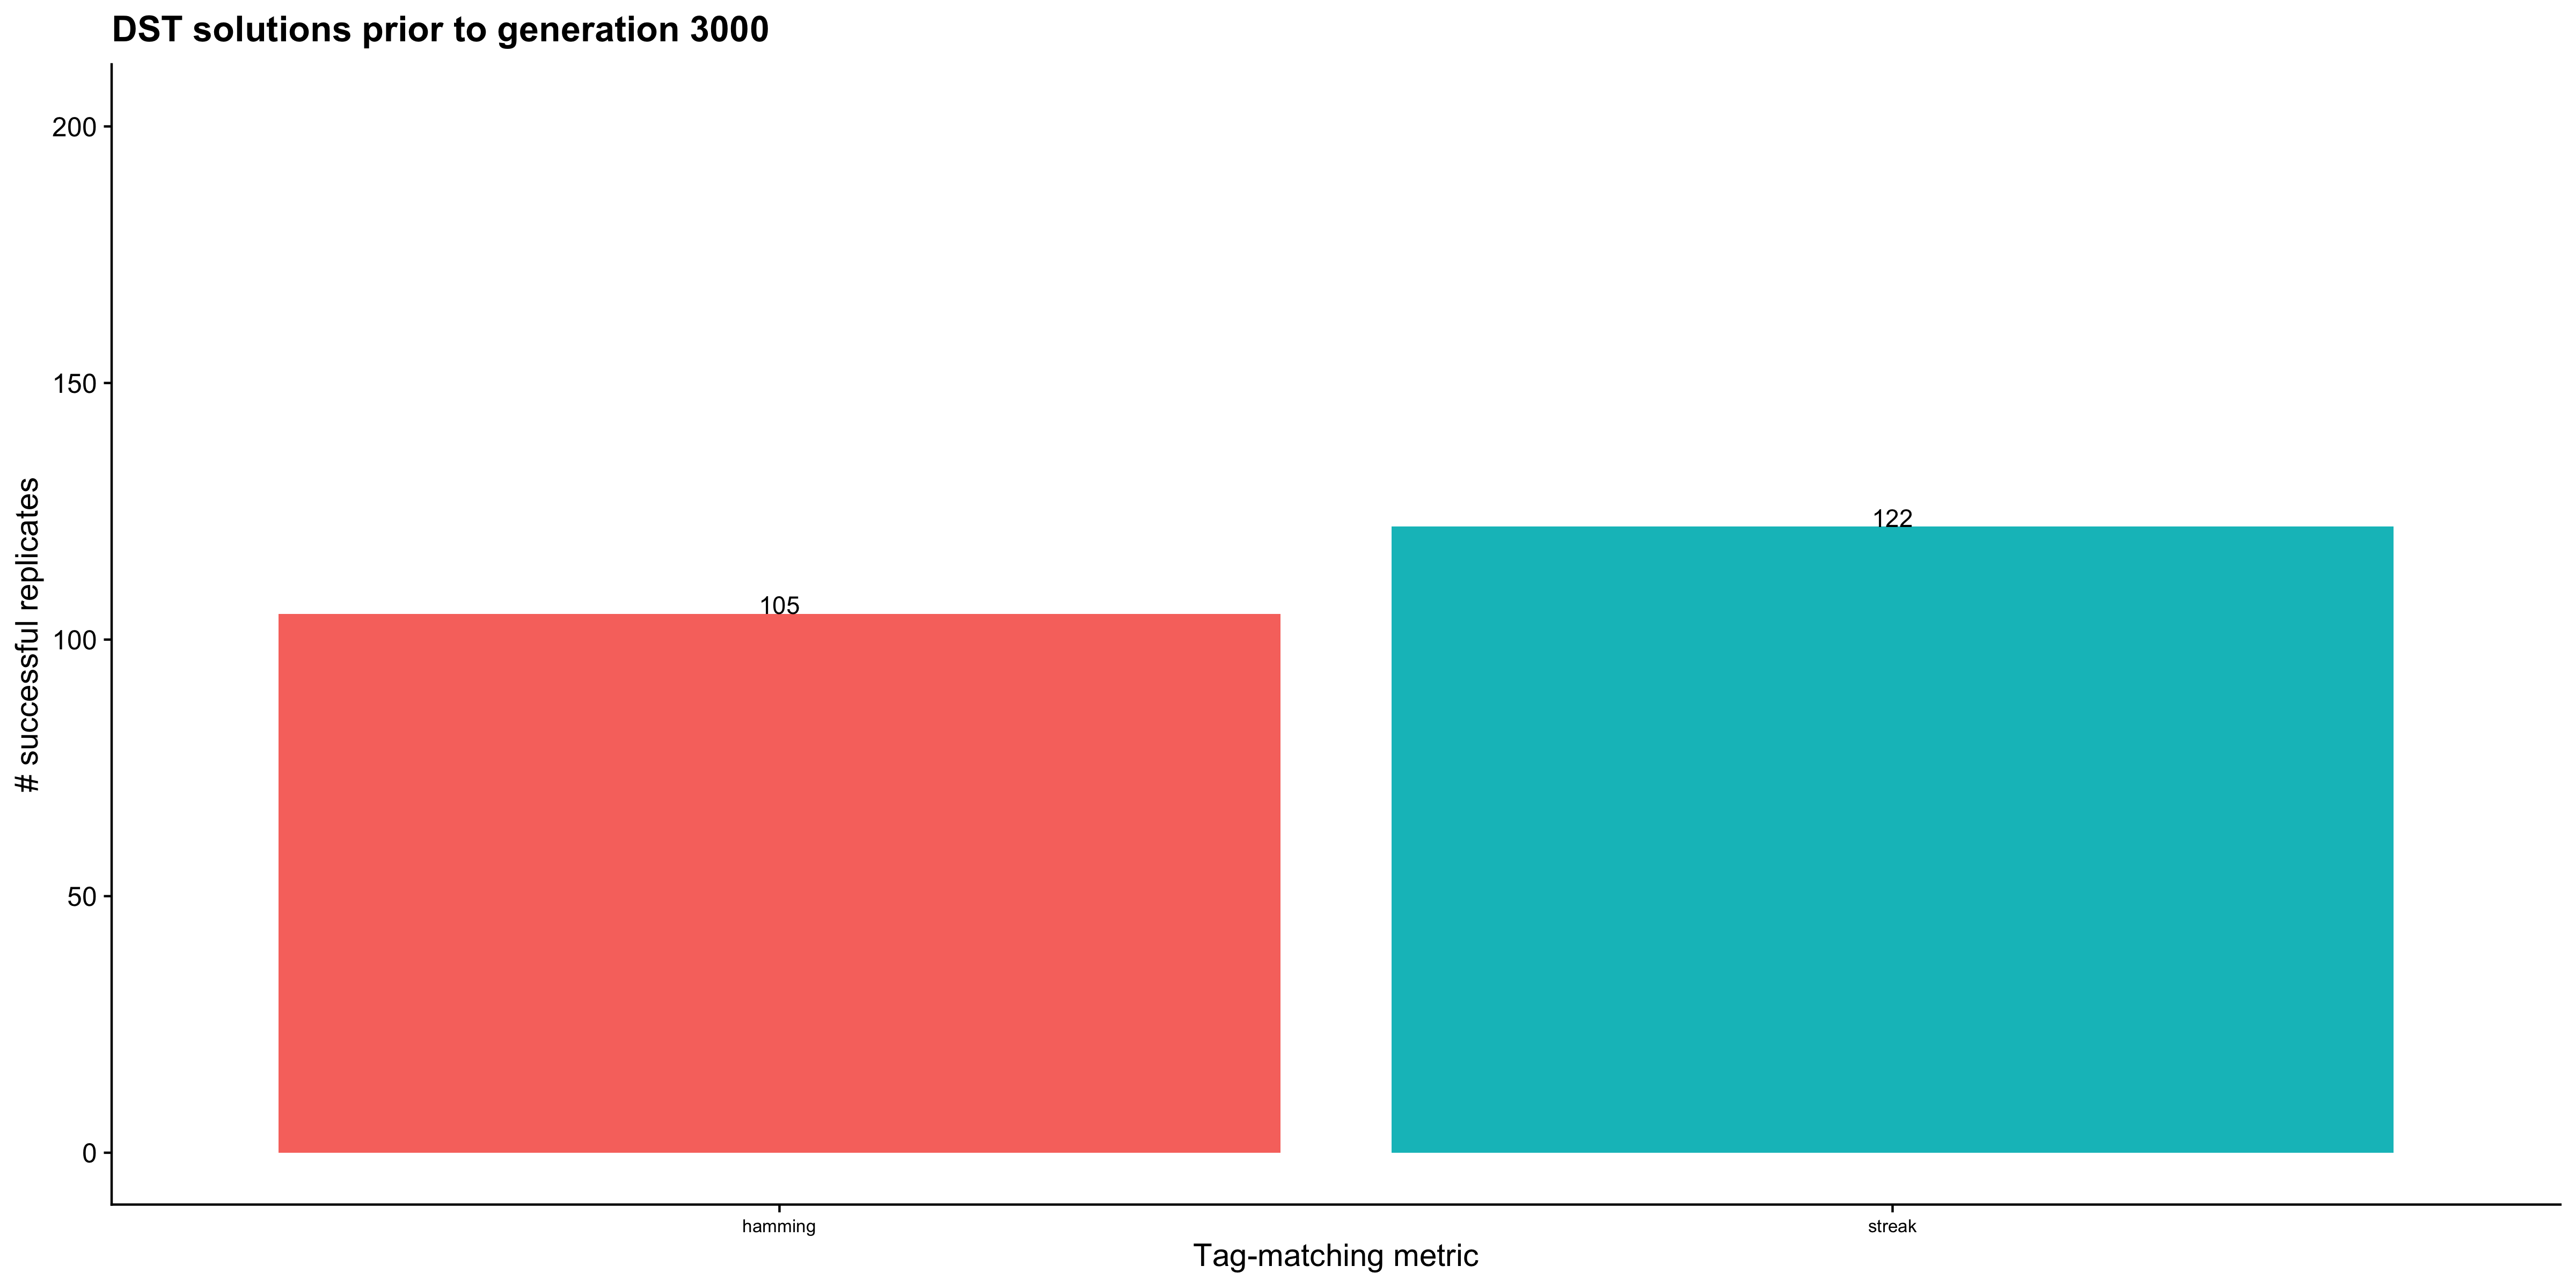 DST solutions prior to generation 3000
# successful replicates
200
150
100
50
0
105
122
hamming
streak
Tag-matching metric